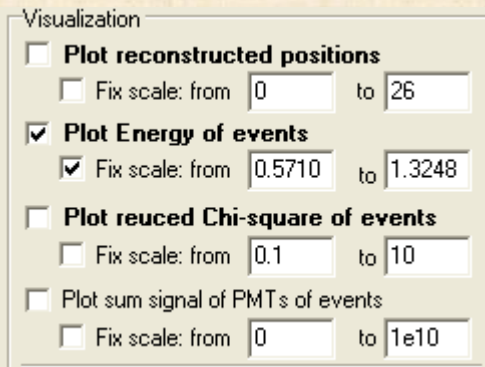 Visualization
Plot reconstructed positions
Fix scale: from 0 to 26
Plot Energy of events
Fix scale: from 0.5710 to 1.3248
Plot reuced Chi-square of events
Fix scale: from 0.1 to 10
Plot sum signal of PMTs of events
Fix scale: from 0 to 1e10